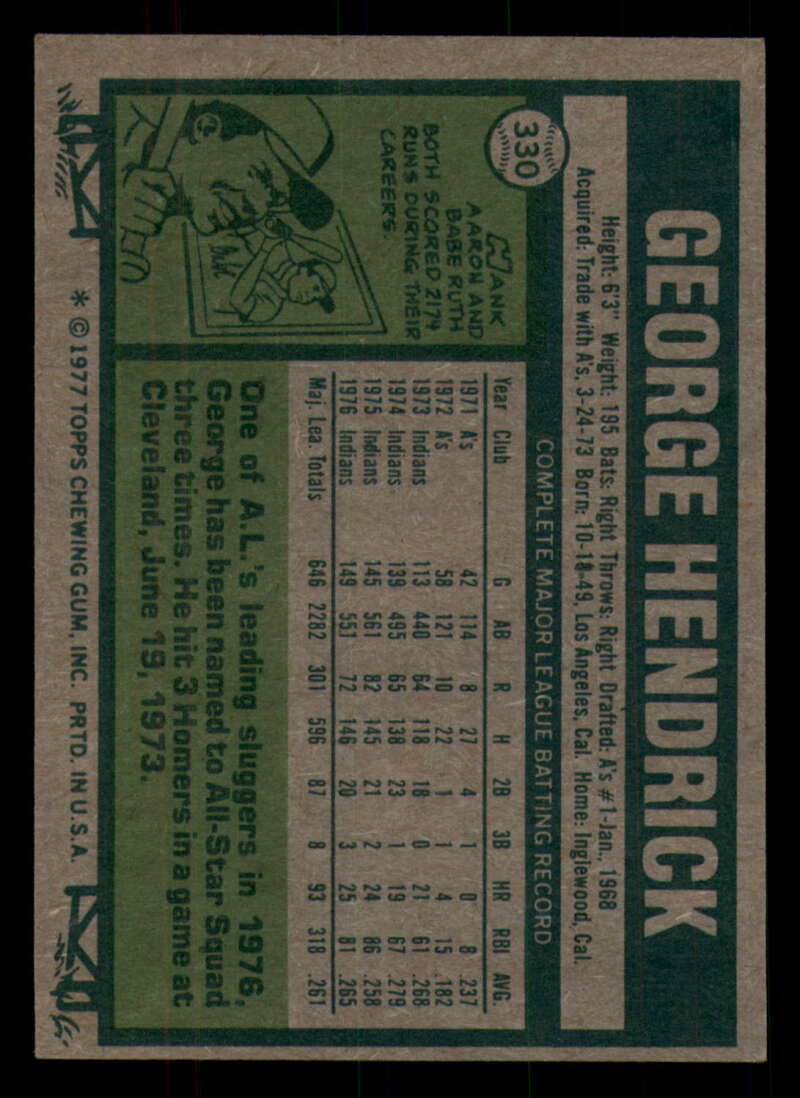 330
GEORGE HENDRICK
Height: 6'3" Weight: 195 Bats: Right Throws: Right Drafted: A's #1-Jan., 1968
Acquired: Trade with A's, 3-24-73 Born: 10-18-49, Los Angeles, Cal. Home: Inglewood, Cal.
COMPLETE MAJOR LEAGUE BATTING RECORD
Year Club G AB R H 2B 3B HR RBI AVG.
1971 A's 42 114 8 27 4 1 0 8 .237
1972 A's 58 121 10 22 1 1 4 15 .182
1973 Indians 113 440 64 118 18 0 21 61 .268
1974 Indians 139 495 65 138 23 1 19 67 .279
1975 Indians 145 561 82 145 21 2 24 86 .258
1976 Indians 149 551 72 146 20 3 25 81 .265
Maj. Lea. Totals 646 2282 301 596 87 8 93 318 .261
HANK
AARON AND
BABE RUTH
BOTH SCORED 2174
RUNS DURING THEIR
CAREERS.
Babe
One of A.L.'s leading sluggers in 1976,
George has been named to All-Star Squad
three times. He hit 3 Homers in a game at
Cleveland, June 19, 1973.
* © 1977 TOPPS CHEWING GUM, INC. PRTD. IN U.S.A.